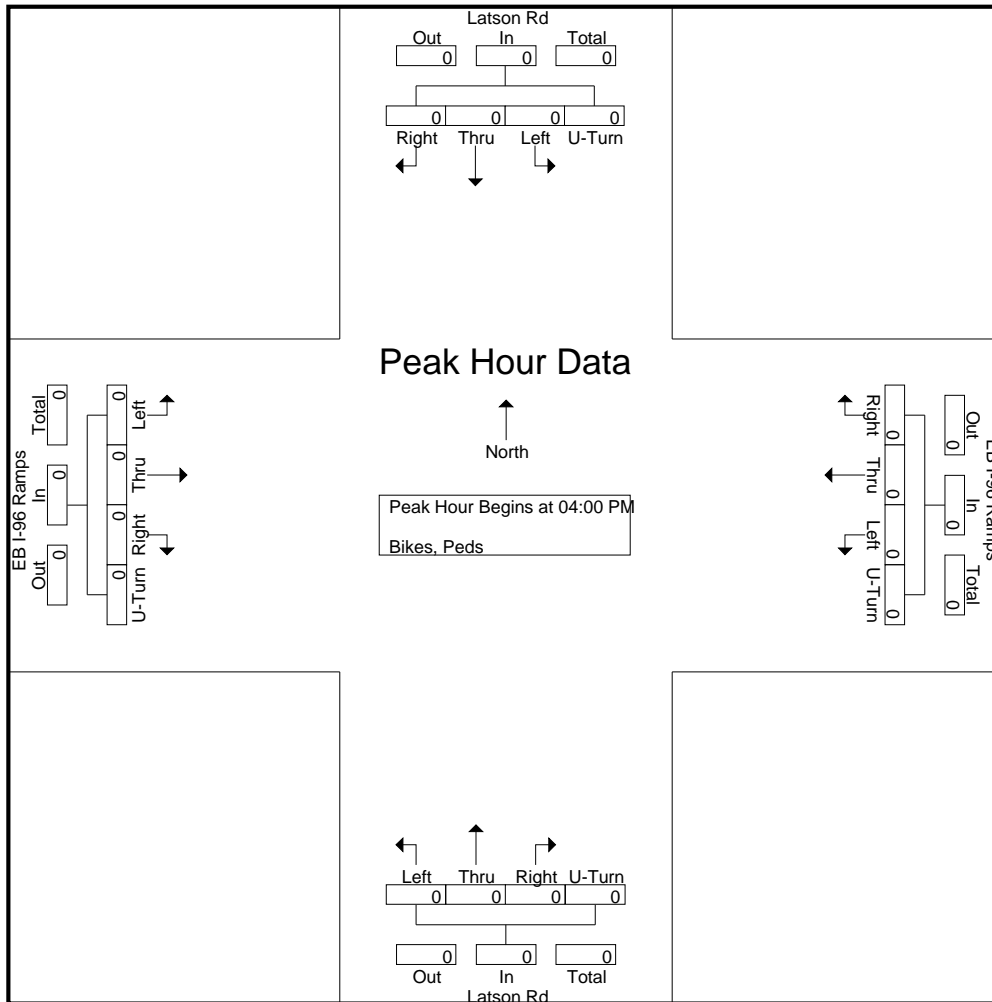 Latson Rd
Out In Total
0 0 0
0 0 0 0
Right Thru Left U-Turn
Peak Hour Data
North
Peak Hour Begins at 04:00 PM
Bikes, Peds
EB I-96 Ramps
Out In Total
0 0 0
0 0 0 0
U-Turn Right Thru Left
EB I-96 Ramps
Out In Total
0 0 0
0 0 0 0
Right Thru Left U-Turn
Left Thru Right U-Turn
0 0 0 0
0 0 0
Out In Total
Latson Rd